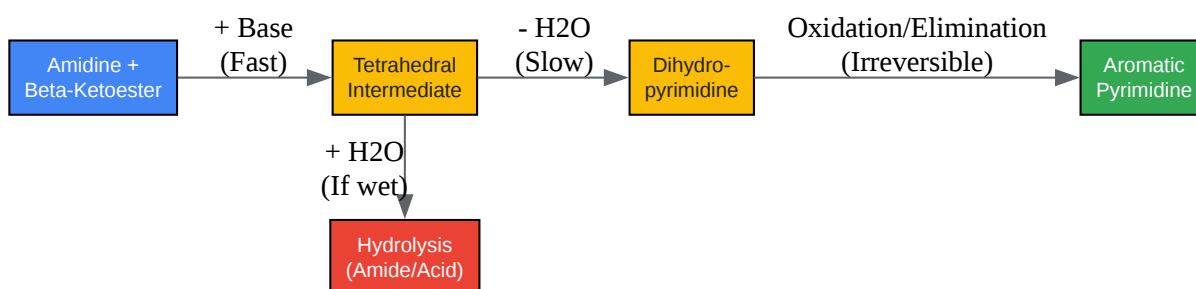 Amidine +
Beta-Ketoester
+ Base
(Fast)
Tetrahedral
Intermediate
- H2O
(Slow)
Dihydro-
pyrimidine
Oxidation/Elimination
(Irreversible)
Aromatic
Pyrimidine
+ H2O
(If wet)
Hydrolysis
(Amide/Acid)